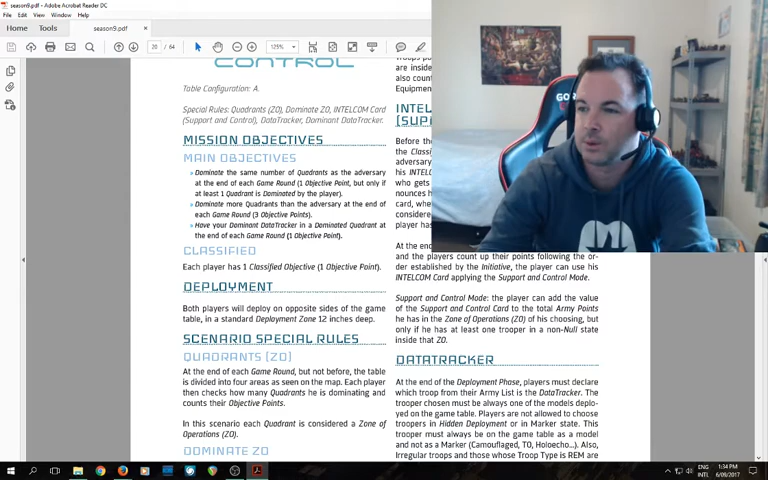 season9.pdf - Adobe Acrobat Reader DC
File Edit View Window Help
Home Tools season9.pdf ×
20 / 64 125%
CONTROL
Table Configuration: A.
Special Rules: Quadrants (ZO), Dominate ZO, INTELCOM Card
(Support and Control), DataTracker, Dominant DataTracker.
MISSION OBJECTIVES
MAIN OBJECTIVES
Dominate the same number of Quadrants as the adversary
at the end of each Game Round (1 Objective Point, but only if
at least 1 Quadrant is Dominated by the player).
Dominate more Quadrants than the adversary at the end of
each Game Round (3 Objective Points).
Have your Dominant DataTracker in a Dominated Quadrant at
the end of each Game Round (1 Objective Point).
CLASSIFIED
Each player has 1 Classified Objective (1 Objective Point).
DEPLOYMENT
Both players will deploy on opposite sides of the game
table, in a standard Deployment Zone 12 inches deep.
SCENARIO SPECIAL RULES
QUADRANTS (ZO)
At the end of each Game Round, but not before, the table
is divided into four areas as seen on the map. Each player
then checks how many Quadrants he is dominating and
counts their Objective Points.
In this scenario each Quadrant is considered a Zone of
Operations (ZO).
DOMINATE ZO
are insid
also count
Equipmen
INTEL
(SUP
Before th
the Class
adversary
his INTEL
who gets
nounces h
card, whe
considere
player has
At the end
and the players count up their points following the or-
der established by the Initiative, the player can use his
INTELCOM Card applying the Support and Control Mode.
Support and Control Mode: the player can add the value
of the Support and Control Card to the total Army Points
he has in the Zone of Operations (ZO) of his choosing, but
only if he has at least one trooper in a non-Null state
inside that ZO.
DATATRACKER
At the end of the Deployment Phase, players must declare
which troop from their Army List is the DataTracker. The
trooper chosen must be always one of the models deplo-
yed on the game table. Players are not allowed to choose
troopers in Hidden Deployment or in Marker state. This
trooper must always be on the game table as a model
and not as a Marker (Camouflaged, TO, Holoecho...). Also,
Irregular troops and those whose Troop Type is REM are
ENG
INTL
1:34 PM
6/09/2017